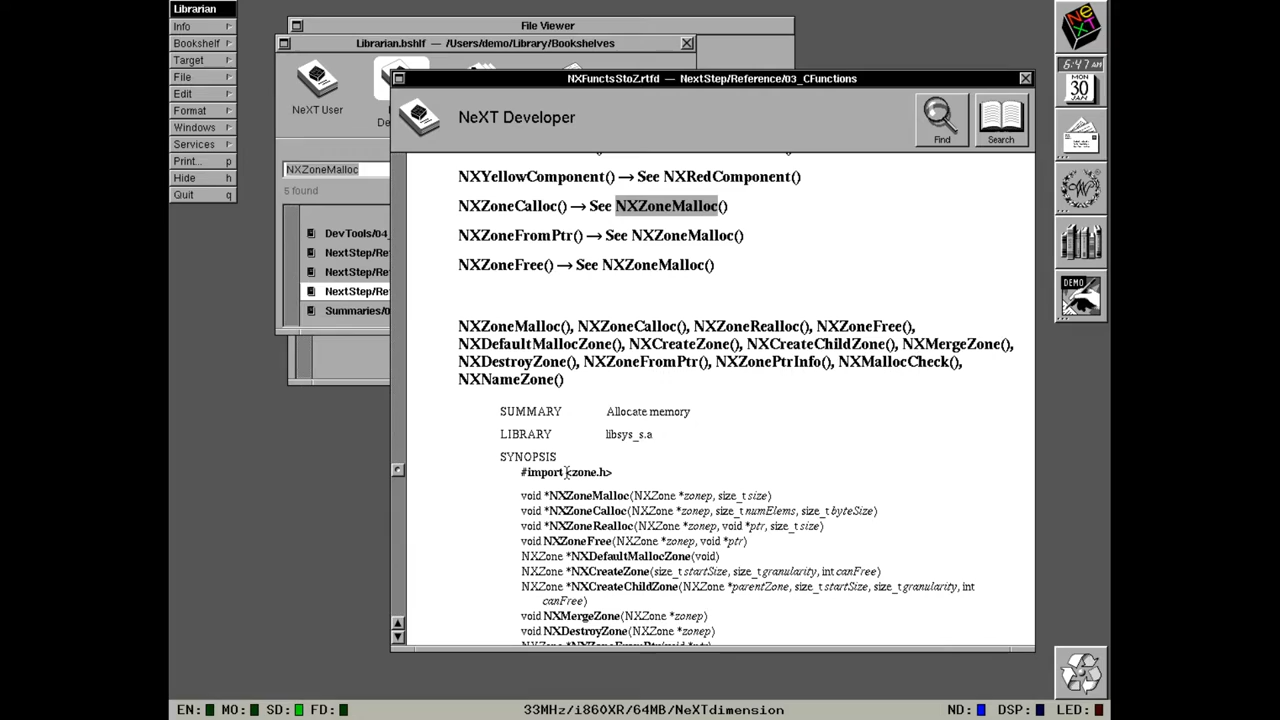 Librarian
Info
Bookshelf
Target
File
Edit
Format
Windows
Services
Print... p
Hide h
Quit q
File Viewer
Librarian.bshlf — /Users/demo/Library/Bookshelves
NeXT User
NXZoneMalloc
5 found
DevTools/04_
NextStep/Re
NextStep/Re
NextStep/Re
Summaries/0
NXFunctsStoZ.rtfd — NextStep/Reference/03_CFunctions
NeXT Developer
Find
Search
NXYellowComponent() → See NXRedComponent()
NXZoneCalloc() → See NXZoneMalloc()
NXZoneFromPtr() → See NXZoneMalloc()
NXZoneFree() → See NXZoneMalloc()
NXZoneMalloc(), NXZoneCalloc(), NXZoneRealloc(), NXZoneFree(),
NXDefaultMallocZone(), NXCreateZone(), NXCreateChildZone(), NXMergeZone(),
NXDestroyZone(), NXZoneFromPtr(), NXZonePtrInfo(), NXMallocCheck(),
NXNameZone()
SUMMARY Allocate memory
LIBRARY libsys_s.a
SYNOPSIS
#import <zone.h>
void *NXZoneMalloc(NXZone *zonep, size_t size)
void *NXZoneCalloc(NXZone *zonep, size_t numElems, size_t byteSize)
void *NXZoneRealloc(NXZone *zonep, void *ptr, size_t size)
void NXZoneFree(NXZone *zonep, void *ptr)
NXZone *NXDefaultMallocZone(void)
NXZone *NXCreateZone(size_t startSize, size_t granularity, int canFree)
NXZone *NXCreateChildZone(NXZone *parentZone, size_t startSize, size_t granularity, int
canFree)
void NXMergeZone(NXZone *zonep)
void NXDestroyZone(NXZone *zonep)
NXZone *NXZoneFromPtr(void *ptr)
NeXT
6:47 AM
MON
30
JAN
DEMO
EN: MO: SD: FD:
33MHz/i860XR/64MB/NeXTdimension
ND: DSP: LED: